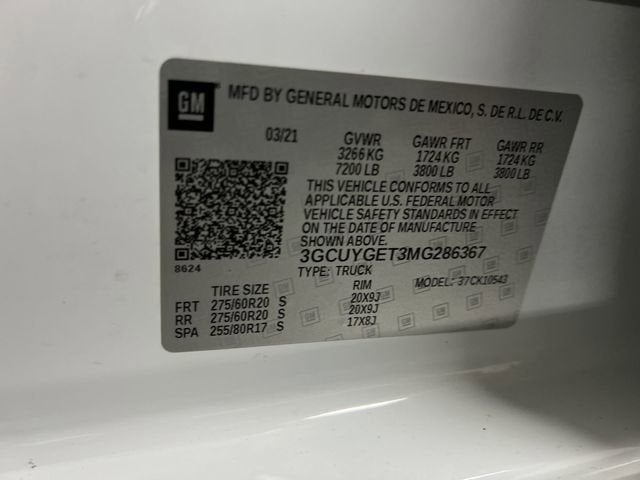 GM MFD BY GENERAL MOTORS DE MEXICO, S. DE R.L. DE C.V.
03/21 GVWR GAWR FRT GAWR RR
3266 KG 1724 KG 1724 KG
7200 LB 3800 LB 3800 LB
THIS VEHICLE CONFORMS TO ALL
APPLICABLE U.S. FEDERAL MOTOR
VEHICLE SAFETY STANDARDS IN EFFECT
ON THE DATE OF MANUFACTURE
SHOWN ABOVE.
3GCUYGET3MG286367
8624
TYPE: TRUCK MODEL: 37CK10543
TIRE SIZE RIM
FRT 275/60R20 S 20X9J
RR 275/60R20 S 20X9J
SPA 255/80R17 S 17X8J